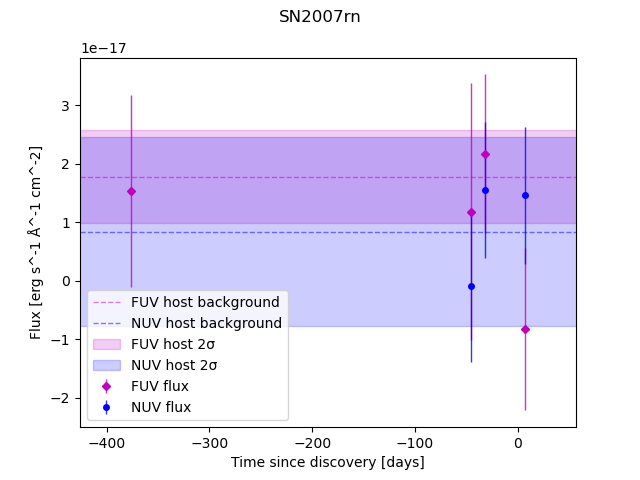 SN2007rn
1e−17
Flux [erg s^-1 Å^-1 cm^-2]
3
2
1
0
−1
−2
FUV host background
NUV host background
FUV host 2σ
NUV host 2σ
FUV flux
NUV flux
−400 −300 −200 −100 0
Time since discovery [days]